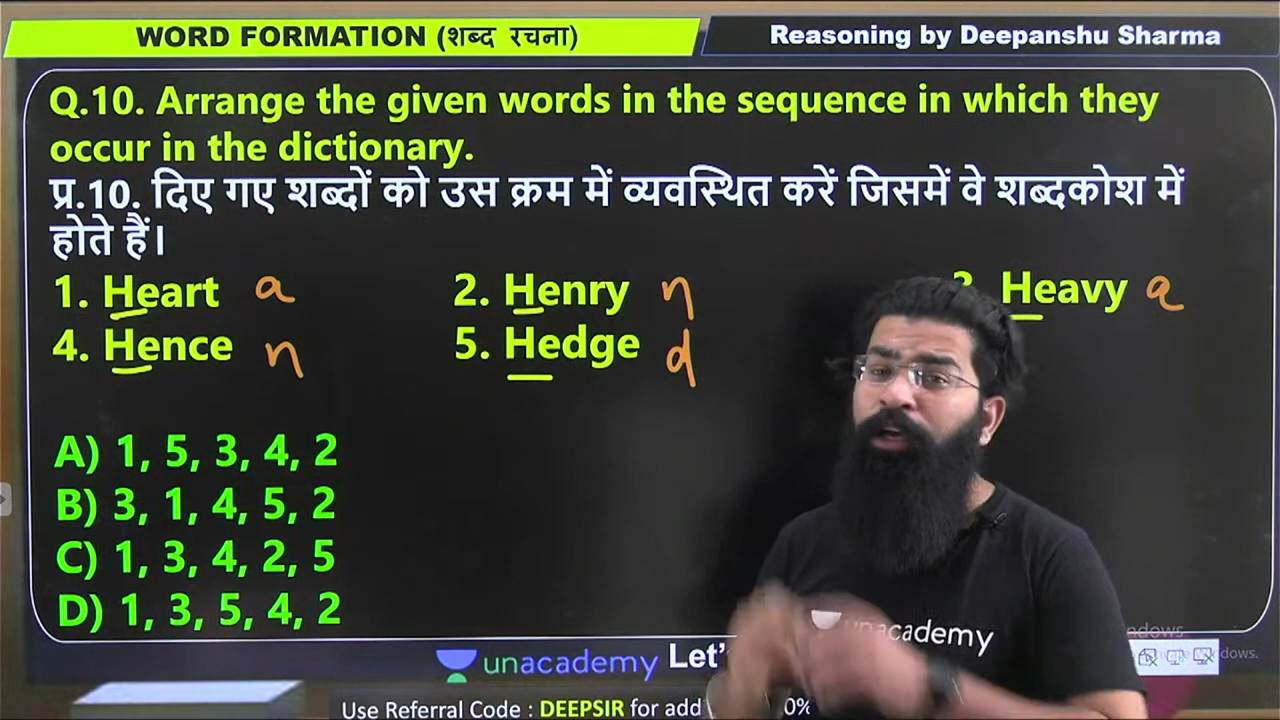 WORD FORMATION (शब्द रचना)
Reasoning by Deepanshu Sharma
Q.10. Arrange the given words in the sequence in which they
occur in the dictionary.
प्र.10. दिए गए शब्दों को उस क्रम में व्यवस्थित करें जिसमें वे शब्दकोश में
होते हैं।
1. Heart a 2. Henry n Heavy a
4. Hence n 5. Hedge d
A) 1, 5, 3, 4, 2
B) 3, 1, 4, 5, 2
C) 1, 3, 4, 2, 5
D) 1, 3, 5, 4, 2
unacademy
unacademy
Use Referral Code : DEEPSIR for add 0%